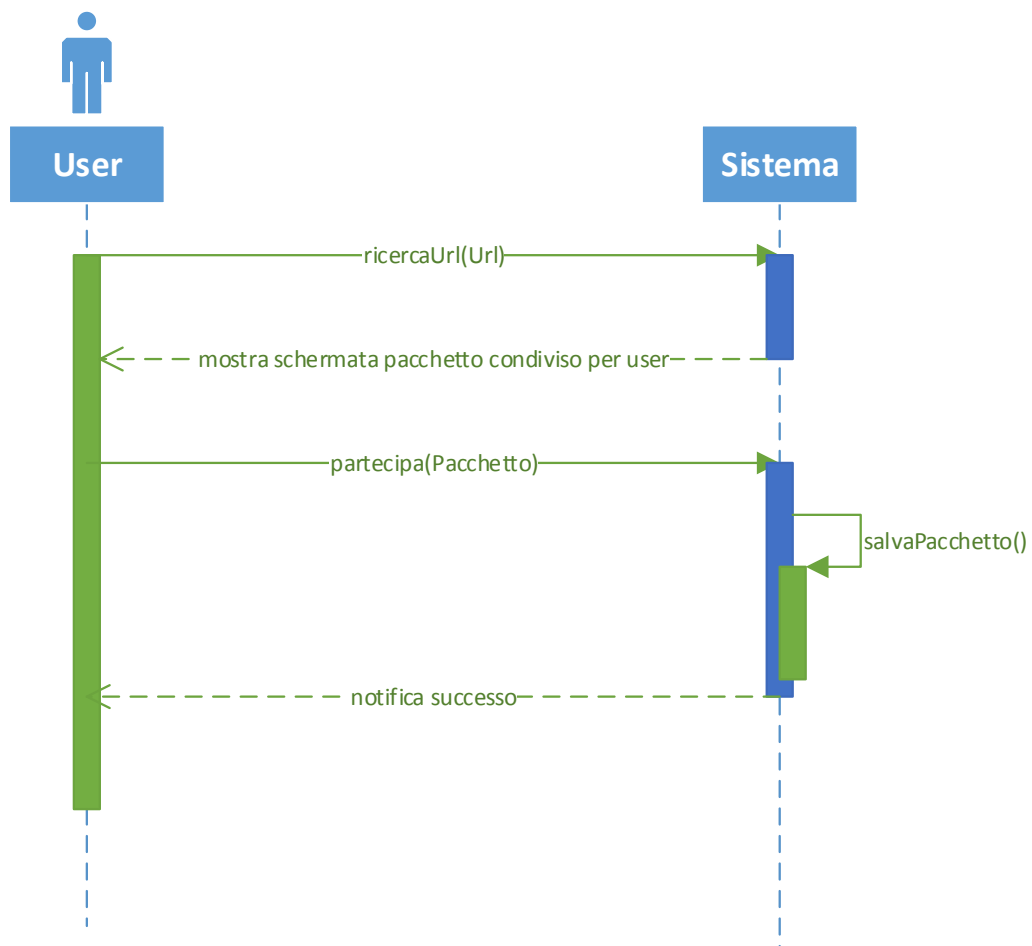 User
Sistema
ricercaUrl(Url)
mostra schermata pacchetto condiviso per user
partecipa(Pacchetto)
salvaPacchetto()
notifica successo